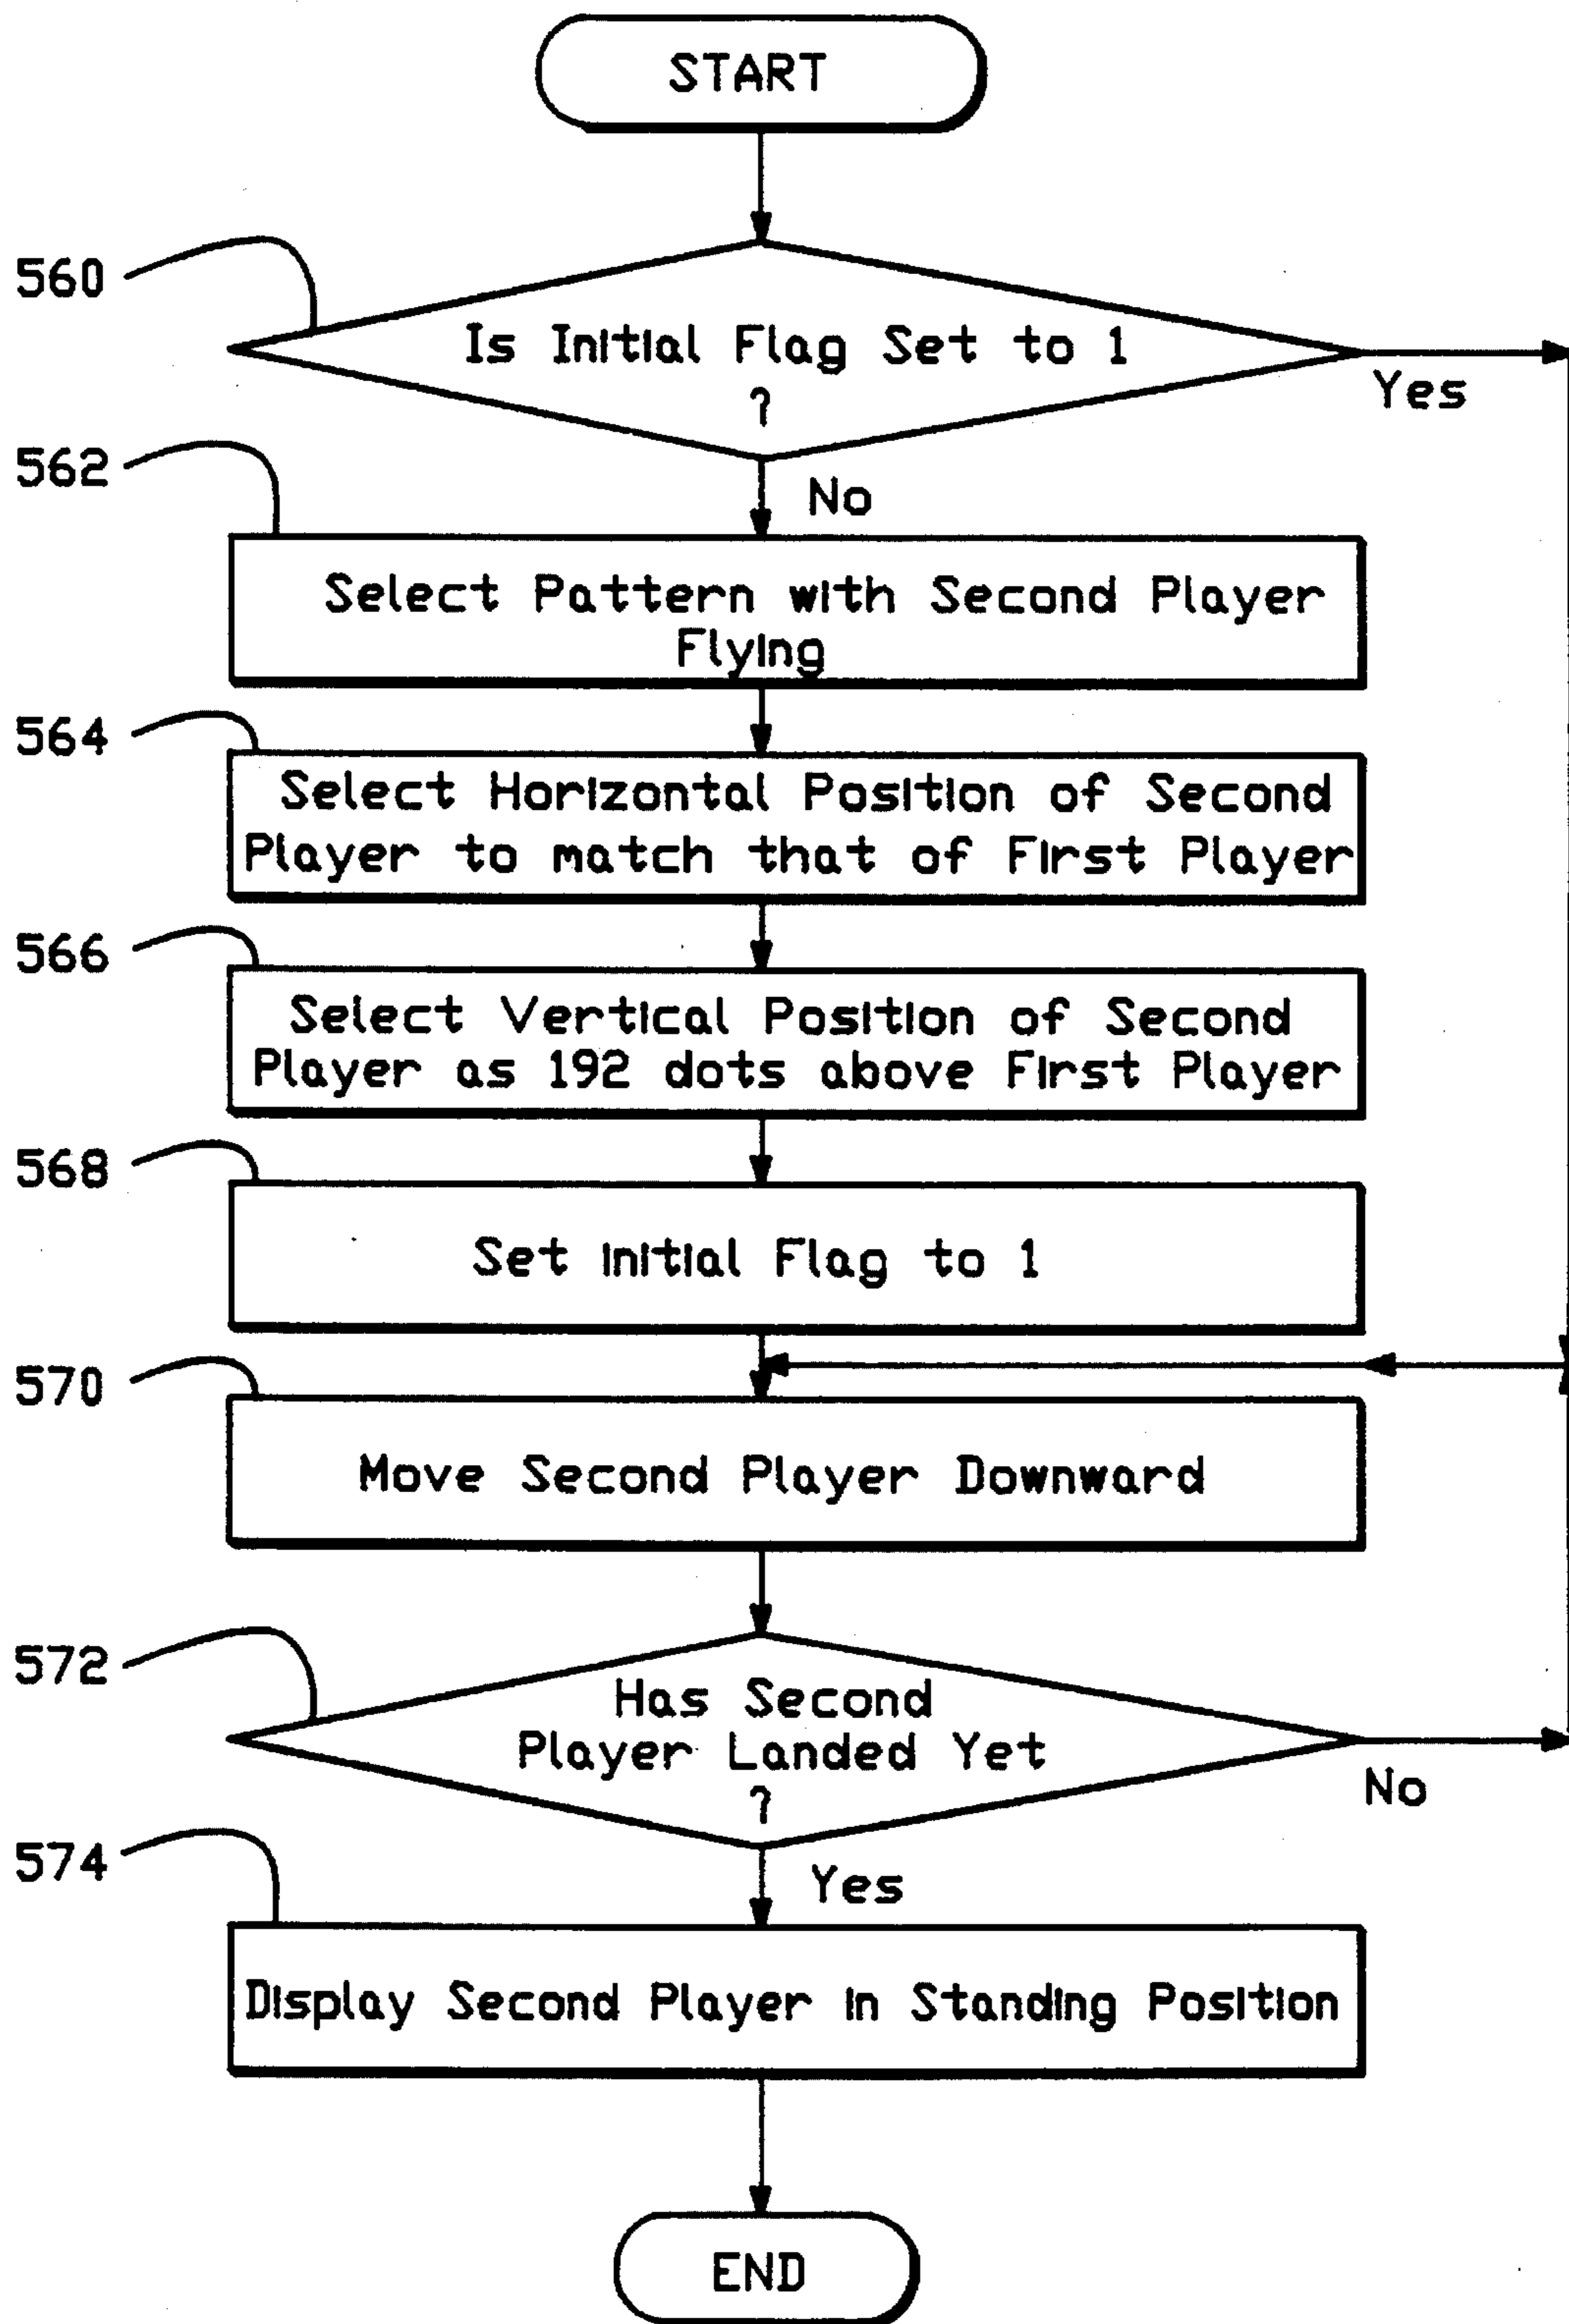 START
560
Is Initial Flag Set to 1
?
Yes
562
No
Select Pattern with Second Player
Flying
564
Select Horizontal Position of Second
Player to match that of First Player
566
Select Vertical Position of Second
Player as 192 dots above First Player
568
Set initial Flag to 1
570
Move Second Player Downward
572
Has Second
Player Landed Yet
?
No
574
Yes
Display Second Player in Standing Position
END